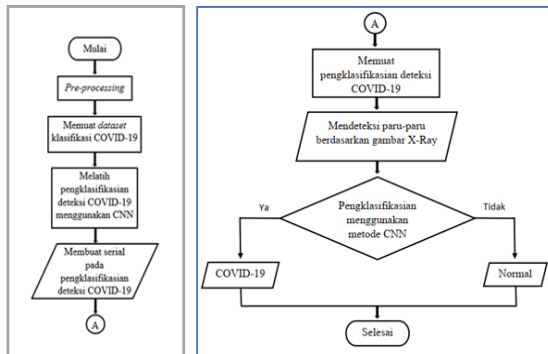 Mulai
Pre-processing
Memuat dataset
klasifikasi COVID-19
Melatih
pengklasifikasian
deteksi COVID-19
menggunakan CNN
Membuat serial
pada
pengklasifikasian
deteksi COVID-19
A
A
Memuat
pengklasifikasian deteksi
COVID-19
Mendeteksi paru-paru
berdasarkan gambar X-Ray
Pengklasifikasian
menggunakan
metode CNN
Ya
Tidak
COVID-19
Normal
Selesai